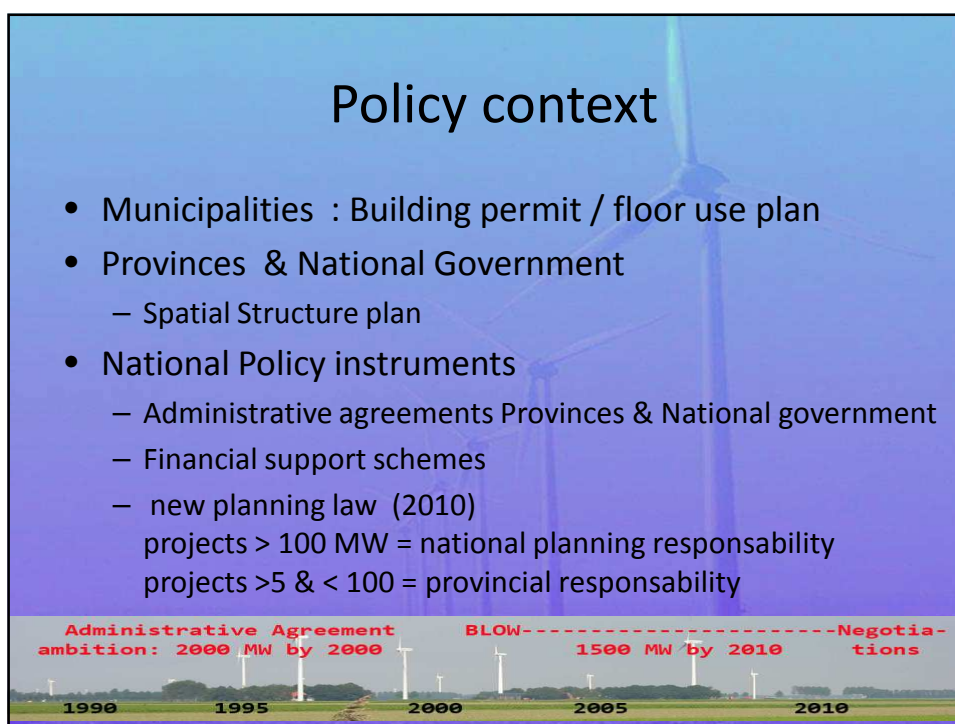 Policy context
• Municipalities : Building permit / floor use plan
• Provinces & National Government
– Spatial Structure plan
• National Policy instruments
– Administrative agreements Provinces & National government
– Financial support schemes
– new planning law (2010)
projects > 100 MW = national planning responsability
projects >5 & < 100 = provincial responsability
Administrative Agreement BLOW-----------------------Negotia-
ambition: 2000 MW by 2000 1500 MW by 2010 tions
1990 1995 2000 2005 2010